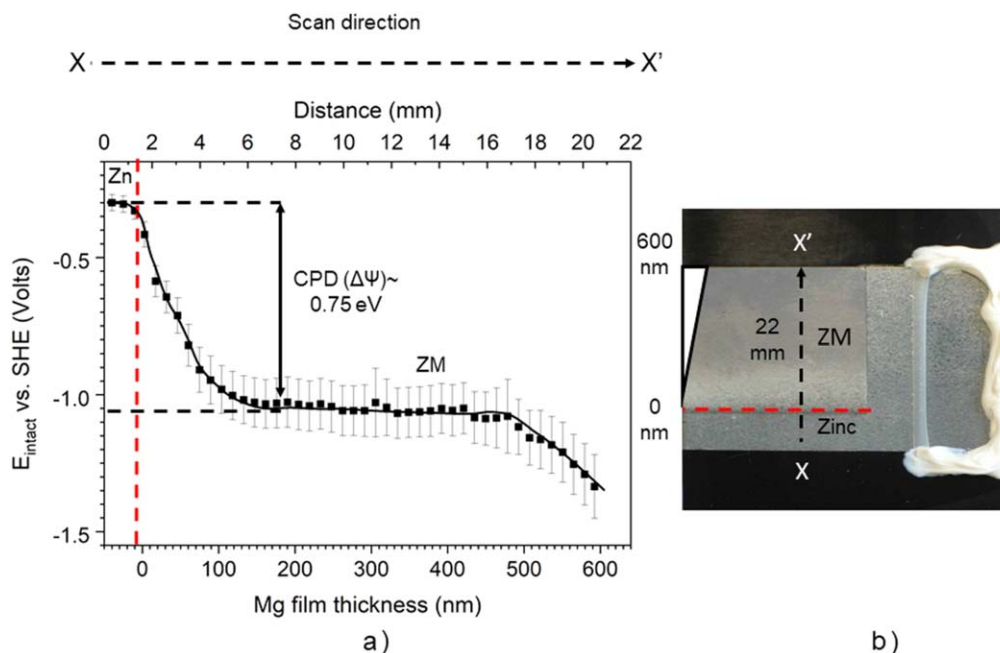 Scan direction
X
X’
Distance (mm)
0 2 4 6 8 10 12 14 16 18 20 22
Zn
-0.5
-1.0
-1.5
E intact vs. SHE (Volts)
CPD (ΔΨ)~
0.75 eV
ZM
0 100 200 300 400 500 600
Mg film thickness (nm)
a)
600
nm
X’
22
mm
ZM
0
nm
Zinc
X
b)